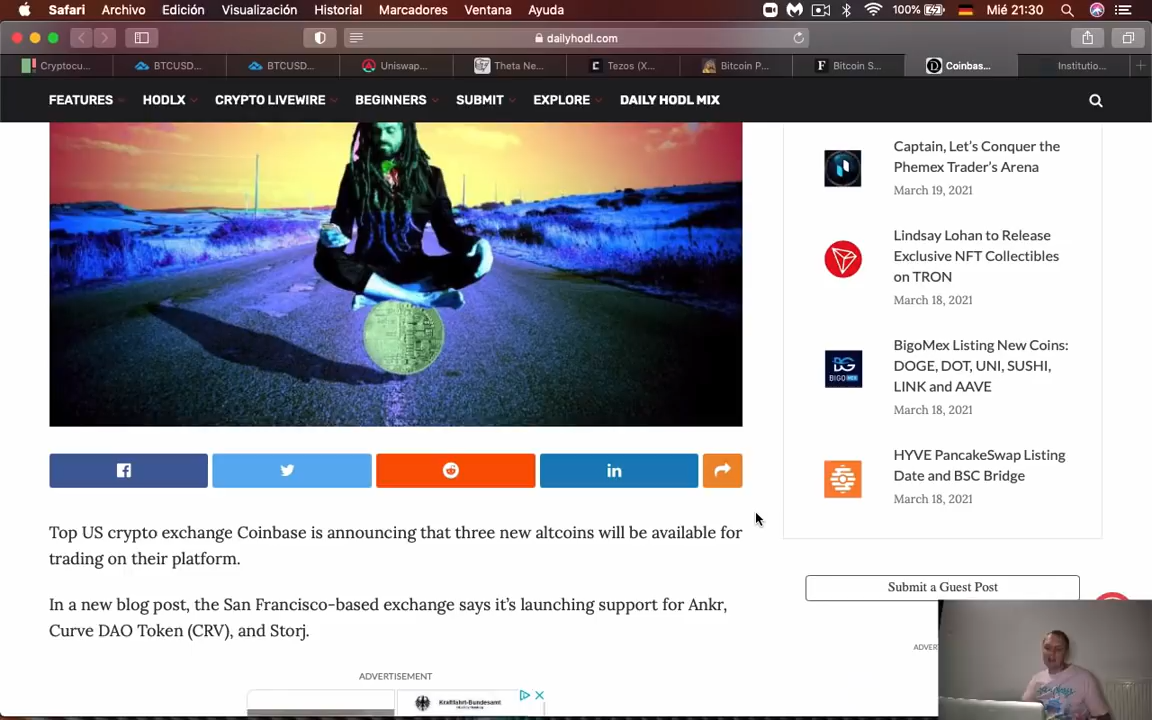 Safari Archivo Edición Visualización Historial Marcadores Ventana Ayuda 100% Mié 21:30
dailyhodl.com
Cryptocu... BTCUSD... BTCUSD... Uniswap... Theta Ne... Tezos (X... Bitcoin P... Bitcoin S... Coinbas... Institutio...
FEATURES HODLX CRYPTO LIVEWIRE BEGINNERS SUBMIT EXPLORE DAILY HODL MIX
Captain, Let's Conquer the
Phemex Trader's Arena
March 19, 2021
Lindsay Lohan to Release
Exclusive NFT Collectibles
on TRON
March 18, 2021
BigoMex Listing New Coins:
DOGE, DOT, UNI, SUSHI,
LINK and AAVE
March 18, 2021
HYVE PancakeSwap Listing
Date and BSC Bridge
March 18, 2021
Top US crypto exchange Coinbase is announcing that three new altcoins will be available for
trading on their platform.
In a new blog post, the San Francisco-based exchange says it's launching support for Ankr,
Curve DAO Token (CRV), and Storj.
ADVERTISEMENT
Kraftfahrt-Bundesamt
Submit a Guest Post
ADVER